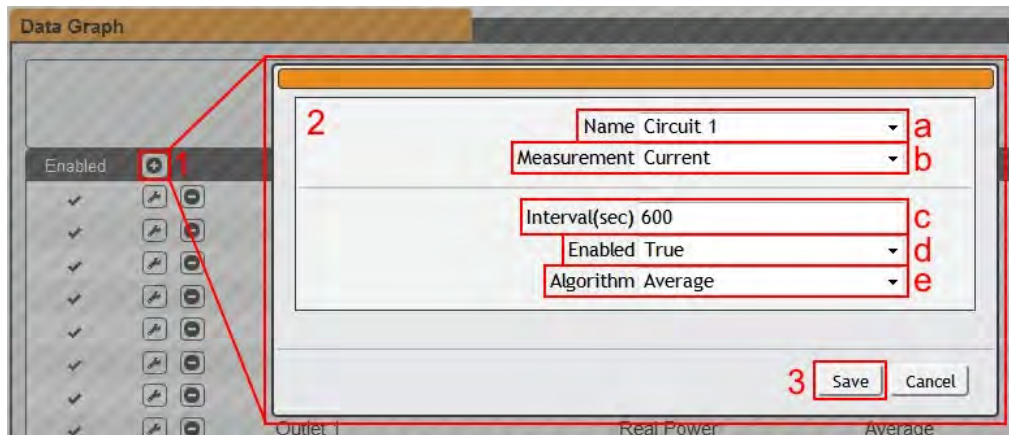 Data Graph
2
Name Circuit 1 a
Measurement Current b
Enabled 1
Interval(sec) 600 c
Enabled True d
Algorithm Average e
3 Save Cancel
Outlet 1 Real Power Average